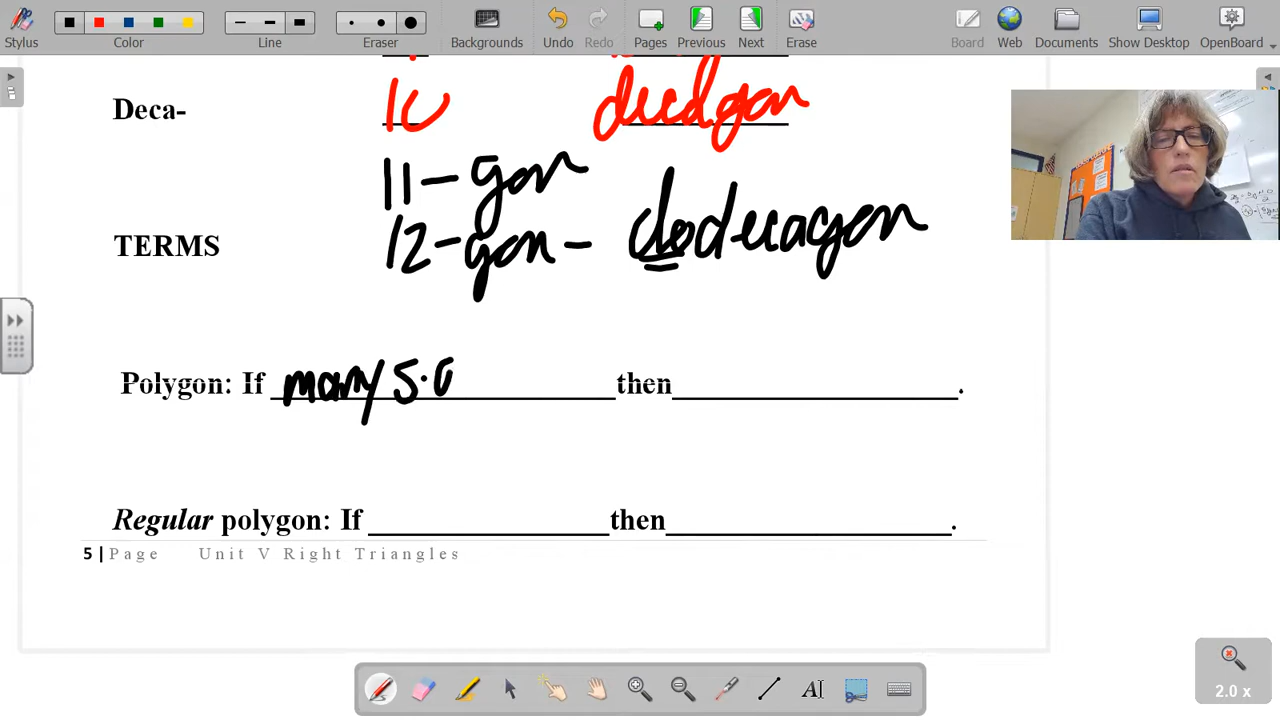 Stylus Color Line Eraser Backgrounds Undo Redo Pages Previous Next Erase Board Web Documents Show Desktop OpenBoard
Deca- 10 decagon
11-gon
TERMS 12-gon - dodecagon
Polygon: If many then .
Regular polygon: If then .
5 | Page Unit V Right Triangles
2.0 x